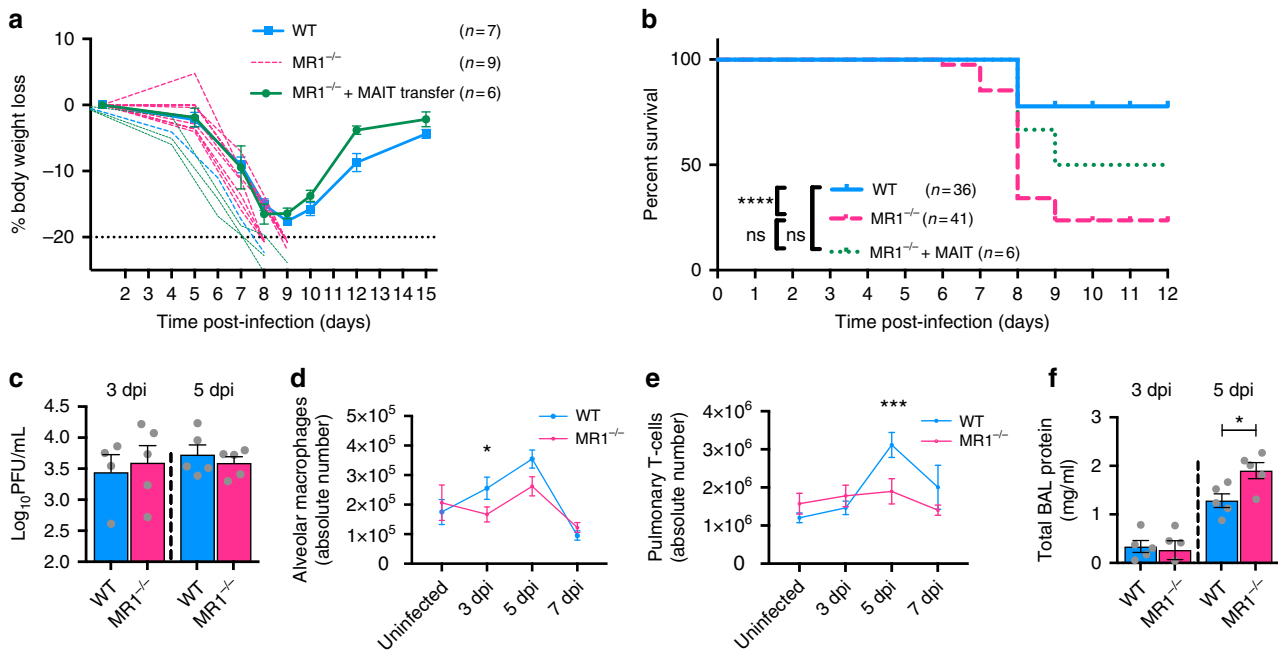 a
% body weight loss
10
0
−10
−20
WT (n=7)
MR1−/− (n=9)
MR1−/− + MAIT transfer (n=6)
2 3 4 5 6 7 8 9 10 11 12 13 14 15
Time post-infection (days)
b
Percent survival
100
50
0
WT (n=36)
**** MR1−/− (n=41)
ns ns
MR1−/− + MAIT (n=6)
0 1 2 3 4 5 6 7 8 9 10 11 12
Time post-infection (days)
c
3 dpi 5 dpi
Log10PFU/mL
4.5
4.0
3.5
3.0
2.5
2.0
WT MR1−/− WT MR1−/−
d
Alveolar macrophages
(absolute number)
5×10^5
4×10^5
3×10^5
2×10^5
1×10^5
0
*
WT
MR1−/−
Uninfected 3 dpi 5 dpi 7 dpi
e
Pulmonary T-cells
(absolute number)
4×10^6
3×10^6
2×10^6
1×10^6
0
***
WT
MR1−/−
Uninfected 3 dpi 5 dpi 7 dpi
f
3 dpi 5 dpi
Total BAL protein
(mg/ml)
3
2
1
0
*
WT MR1−/− WT MR1−/−